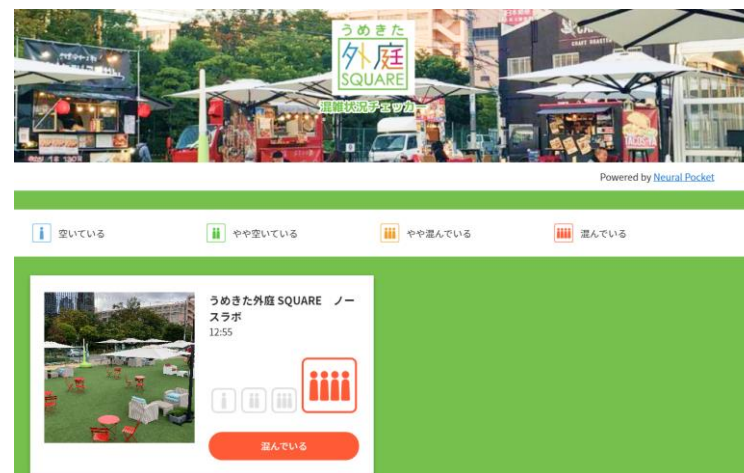 うめきた
外庭
SQUARE
混雑状況チェッカー
Powered by Neural Pocket
空いている
やや空いている
やや混んでいる
混んでいる
うめきた外庭 SQUARE ノー
スラボ
12:55
混んでいる